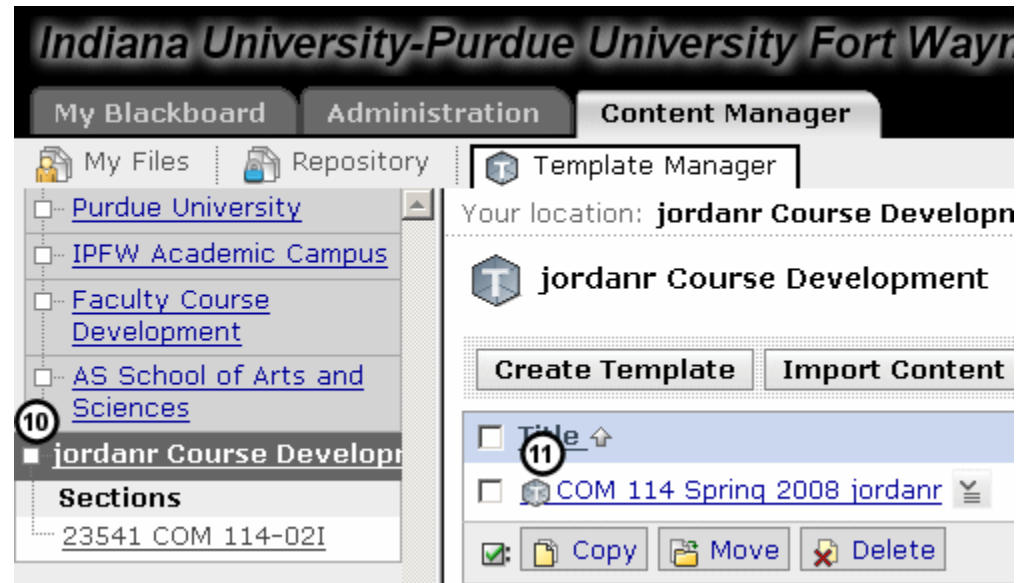 Indiana University-Purdue University Fort Wayn
My Blackboard Administration Content Manager
My Files Repository Template Manager
Purdue University
IPFW Academic Campus
Faculty Course
Development
AS School of Arts and
Sciences
10
jordanr Course Develop
Sections
23541 COM 114-02I
Your location: jordanr Course Developm
jordanr Course Development
Create Template Import Content
Title
11
COM 114 Spring 2008 jordanr
Copy Move Delete